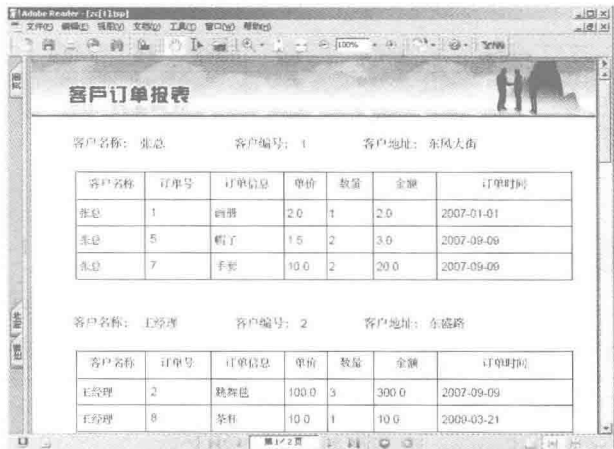 Adobe Reader - [zc[1].jsp]
文件(F) 编辑(E) 视图(V) 文档(D) 工具(T) 窗口(W) 帮助(H)
100%
客户订单报表
客户名称： 张总 客户编号： 1 客户地址： 东风大街
客户名称 订单号 订单信息 单价 数量 金额 订单时间
张总 1 画册 2.0 1 2.0 2007-01-01
张总 5 帽子 1.5 2 3.0 2007-09-09
张总 7 手套 10.0 2 20.0 2007-09-09
客户名称： 王经理 客户编号： 2 客户地址： 东盛路
客户名称 订单号 订单信息 单价 数量 金额 订单时间
王经理 2 跳舞毯 100.0 3 300.0 2007-09-09
王经理 8 茶杯 10.0 1 10.0 2009-03-21
第 1 / 2 页